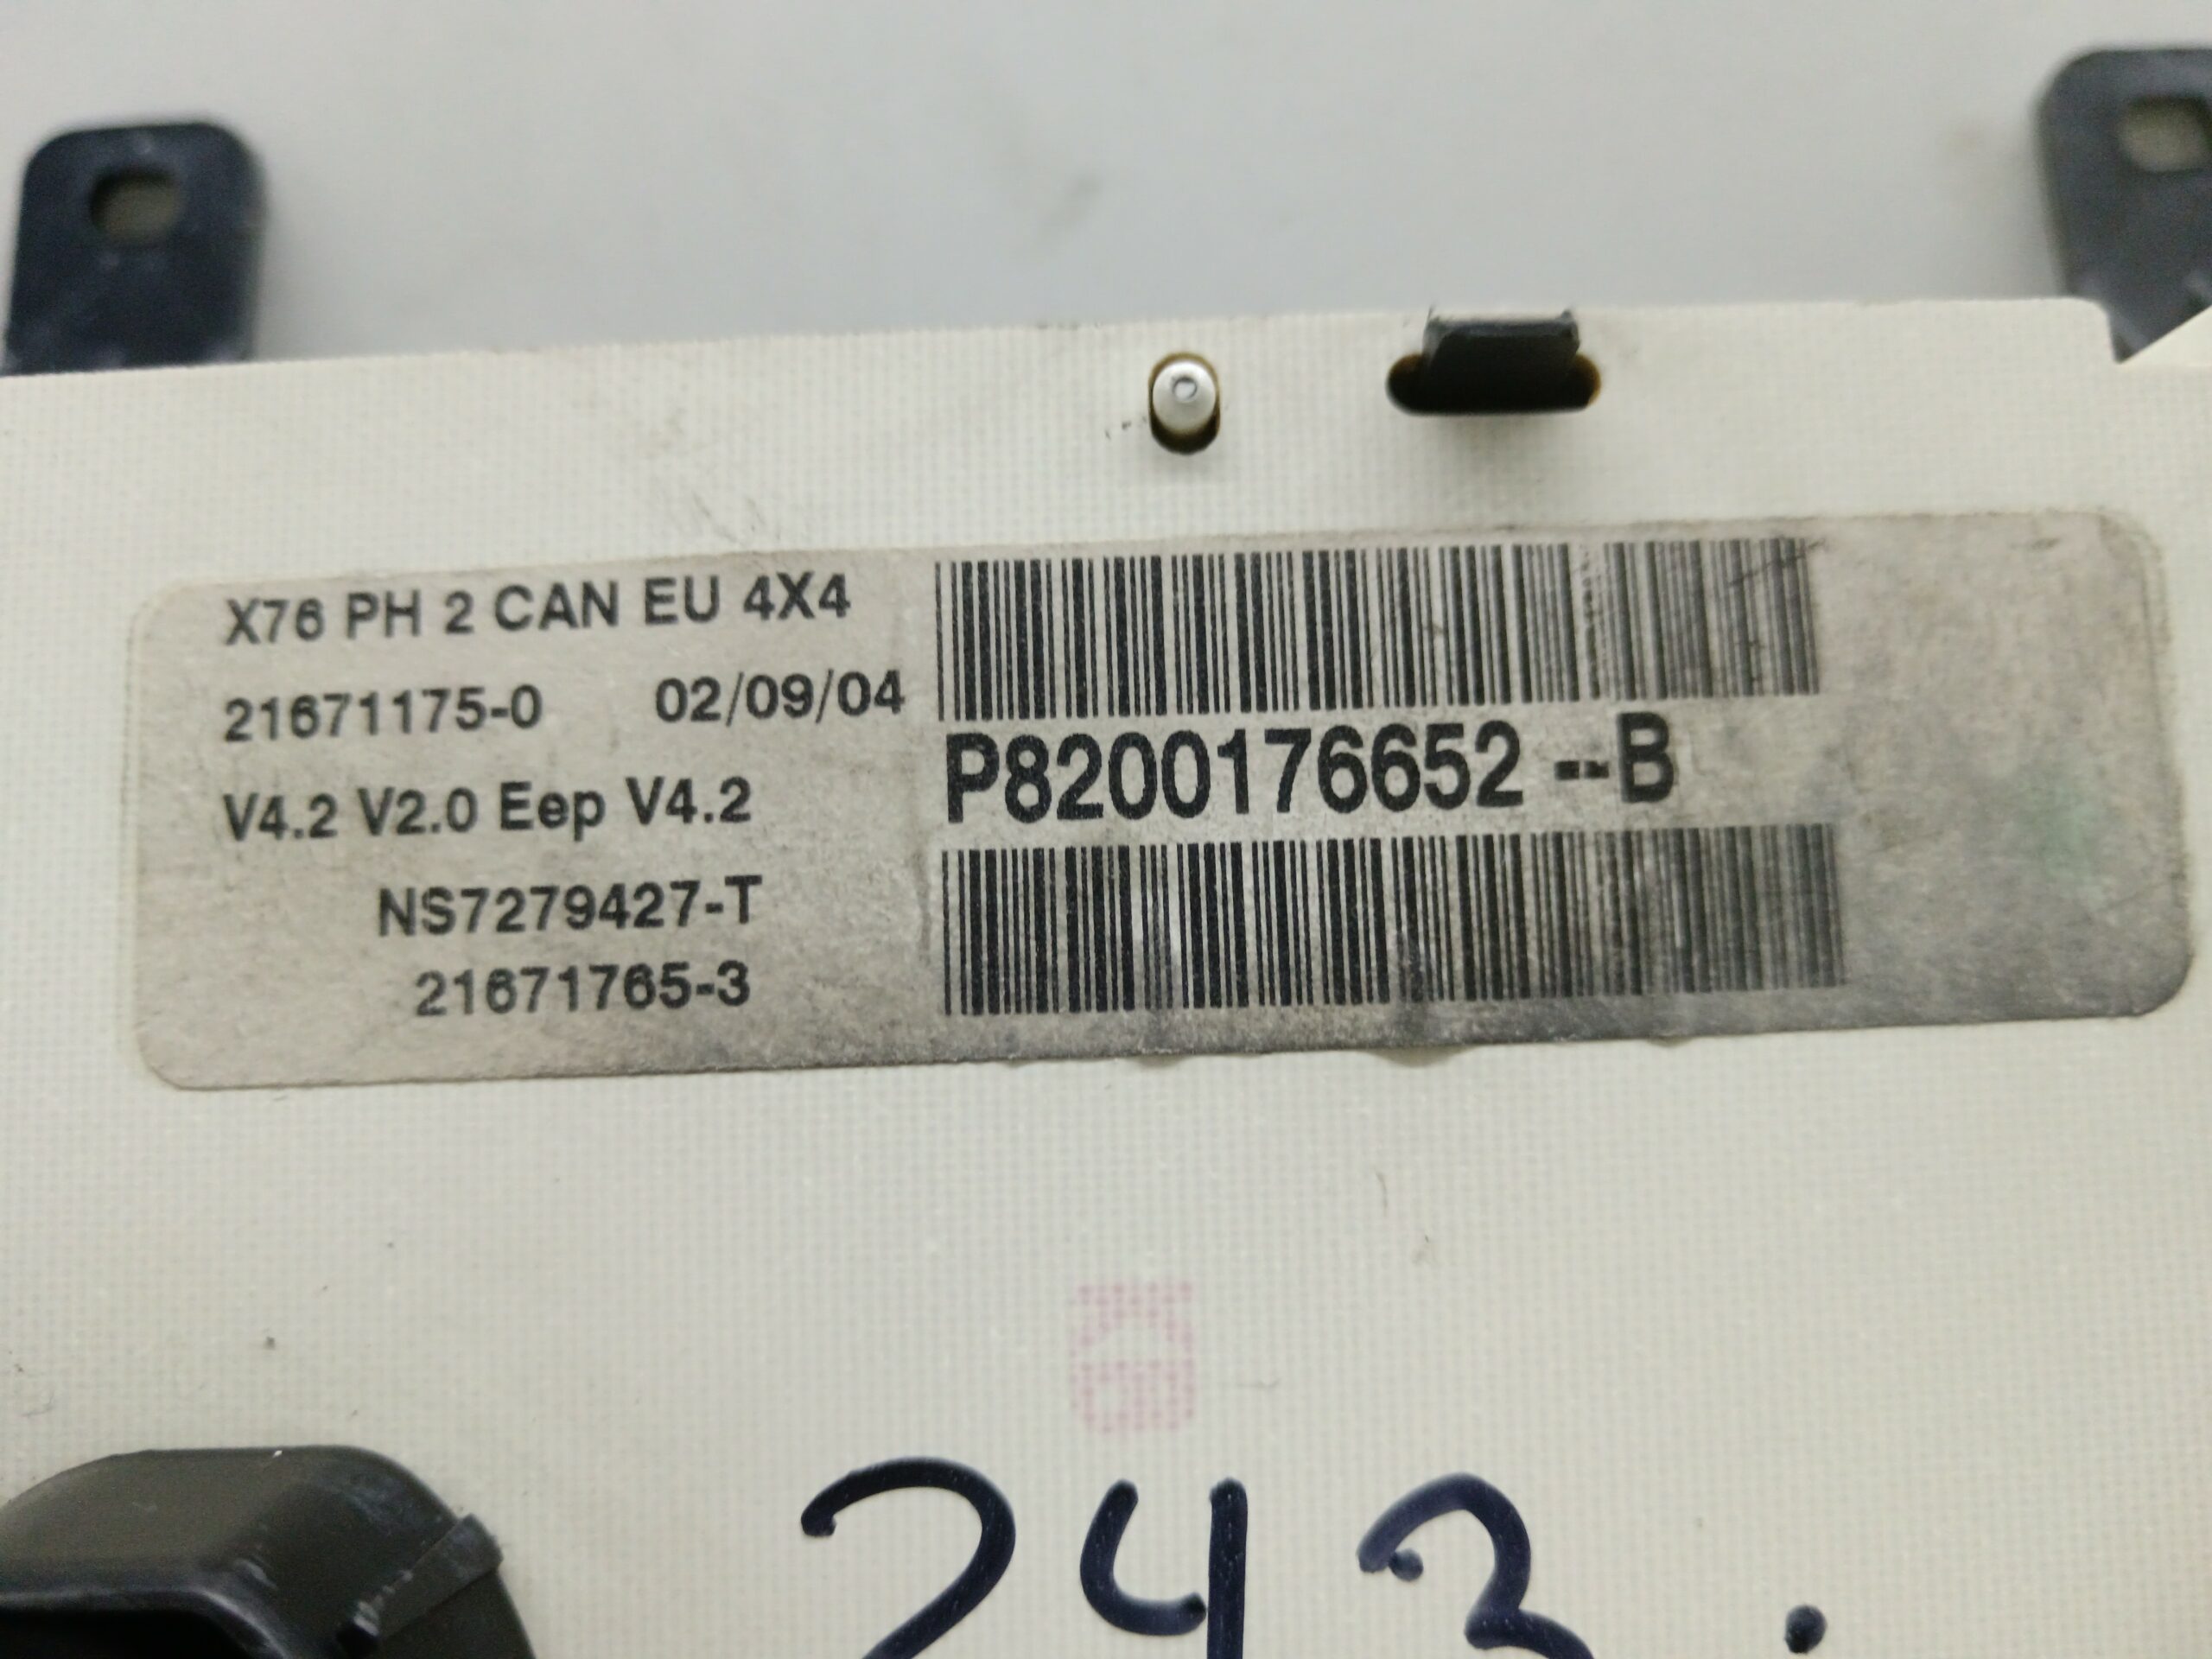 X76 PH 2 CAN EU 4X4
21671175-0 02/09/04
V4.2 V2.0 Eep V4.2
NS7279427-T
21671765-3
P8200176652 --B
243